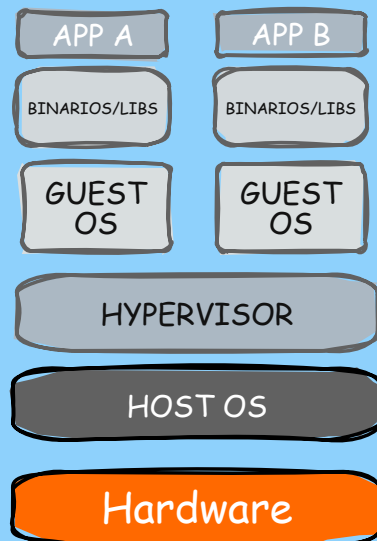 APP A
APP B
BINARIOS/LIBS
BINARIOS/LIBS
GUEST
OS
GUEST
OS
HYPERVISOR
HOST OS
Hardware